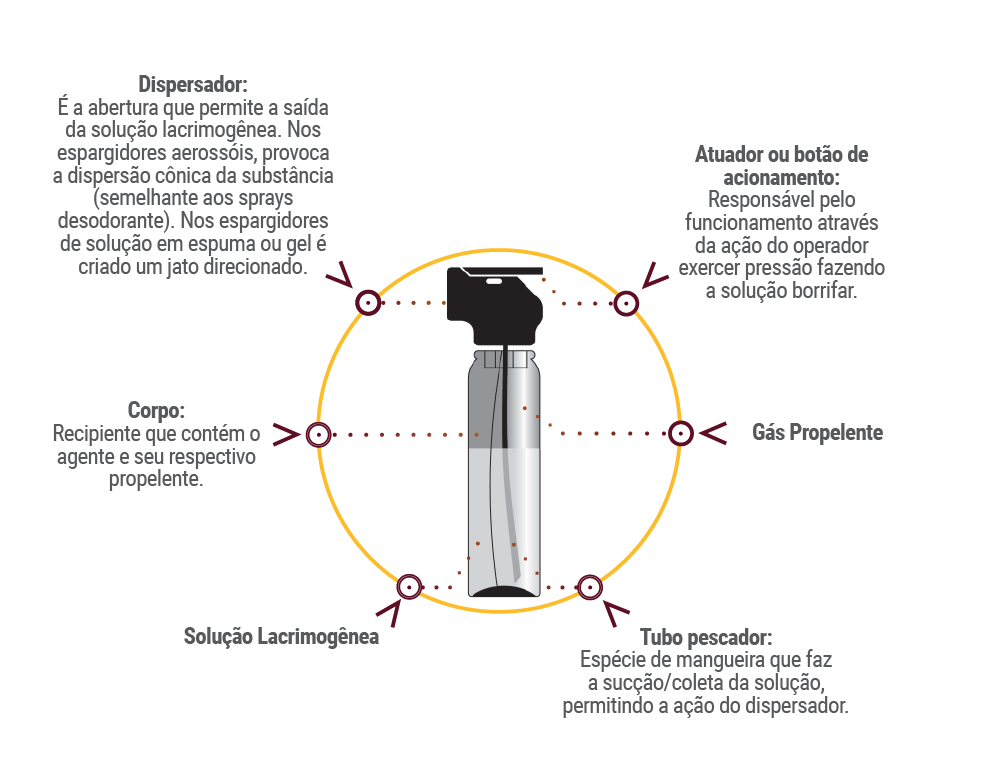 Dispersador:
É a abertura que permite a saída
da solução lacrimogênea. Nos
espargidores aerossóis, provoca
a dispersão cônica da substância
(semelhante aos sprays
desodorante). Nos espargidores
de solução em espuma ou gel é
criado um jato direcionado.
Atuador ou botão de
acionamento:
Responsável pelo
funcionamento através
da ação do operador
exercer pressão fazendo
a solução borrifar.
Corpo:
Recipiente que contém o
agente e seu respectivo
propelente.
Gás Propelente
Solução Lacrimogênea
Tubo pescador:
Espécie de mangueira que faz
a sucção/coleta da solução,
permitindo a ação do dispersador.